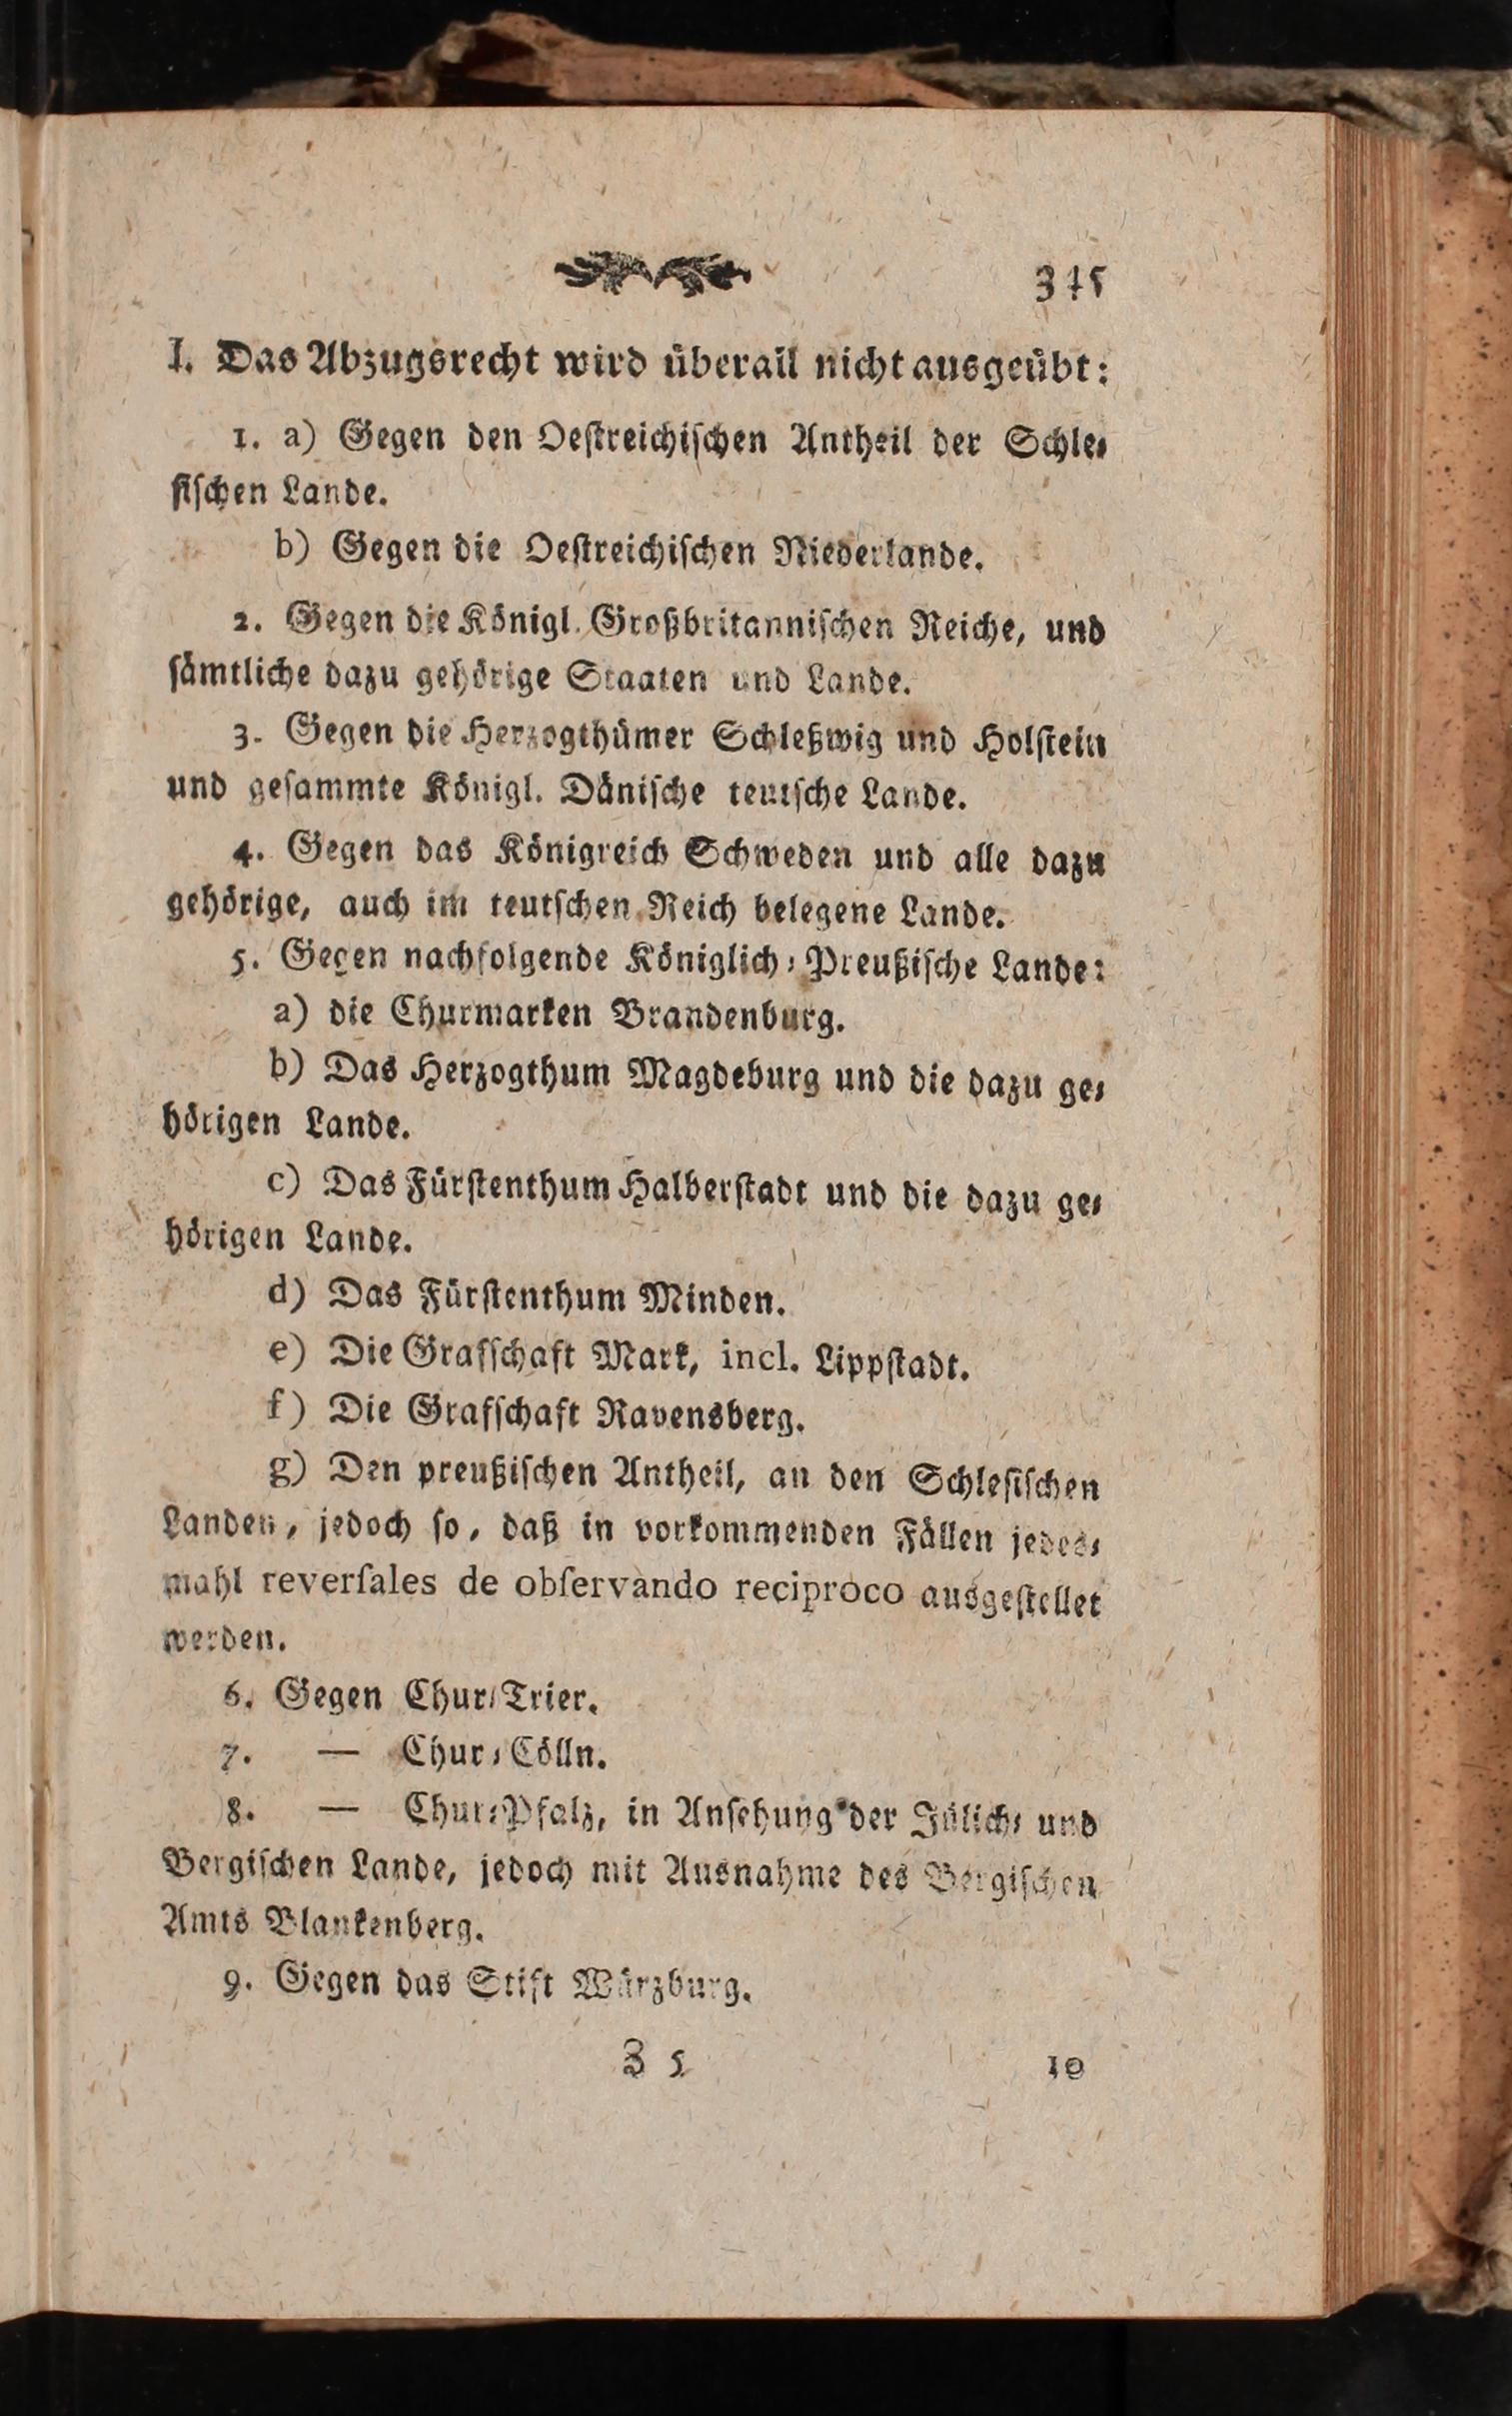 345
I. Das Abzugsrecht wird überall nicht ausgeübt:
1. a) Gegen den Oestreichischen Antheil der Schle-
sischen Lande.
b) Gegen die Oestreichischen Niederlande.
2. Gegen die Königl. Großbritannischen Reiche, und
sämtliche dazu gehörige Staaten und Lande.
3. Gegen die Herzogthümer Schleßwig und Holstein
und gesammte Königl. Dänische teutsche Lande.
4. Gegen das Königreich Schweden und alle dazu
gehörige, auch im teutschen Reich belegene Lande.
5. Gegen nachfolgende Königlich-Preußische Lande:
a) die Churmarken Brandenburg.
b) Das Herzogthum Magdeburg und die dazu ge-
hörigen Lande.
c) Das Fürstenthum Halberstadt und die dazu ge-
hörigen Lande.
d) Das Fürstenthum Minden.
e) Die Grafschaft Mark, incl. Lippstadt.
f) Die Grafschaft Ravensberg.
g) Den preußischen Antheil, an den Schlesischen
Landen, jedoch so, daß in vorkommenden Fällen jedes-
mahl reversales de observando reciproco ausgestellet
werden.
6. Gegen Chur-Trier.
7. — Chur-Cölln.
8. — Chur-Pfalz, in Ansehung der Jülich- und
Bergischen Lande, jedoch mit Ausnahme des Bergischen
Amts Blankenberg.
9. Gegen das Stift Würzburg.
Z 5 10